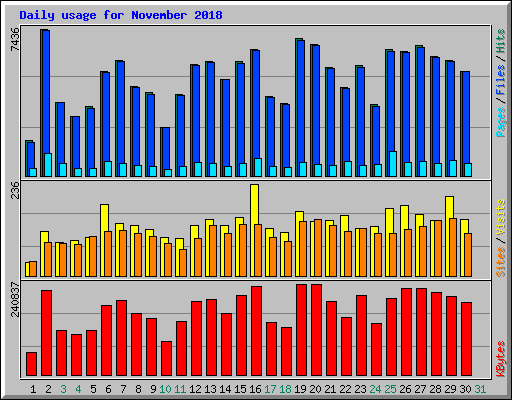 Daily usage for November 2018
7436
Pages / Files / Hits
236
Sites / Visits
240837
KBytes
1 2 3 4 5 6 7 8 9 10 11 12 13 14 15 16 17 18 19 20 21 22 23 24 25 26 27 28 29 30 31